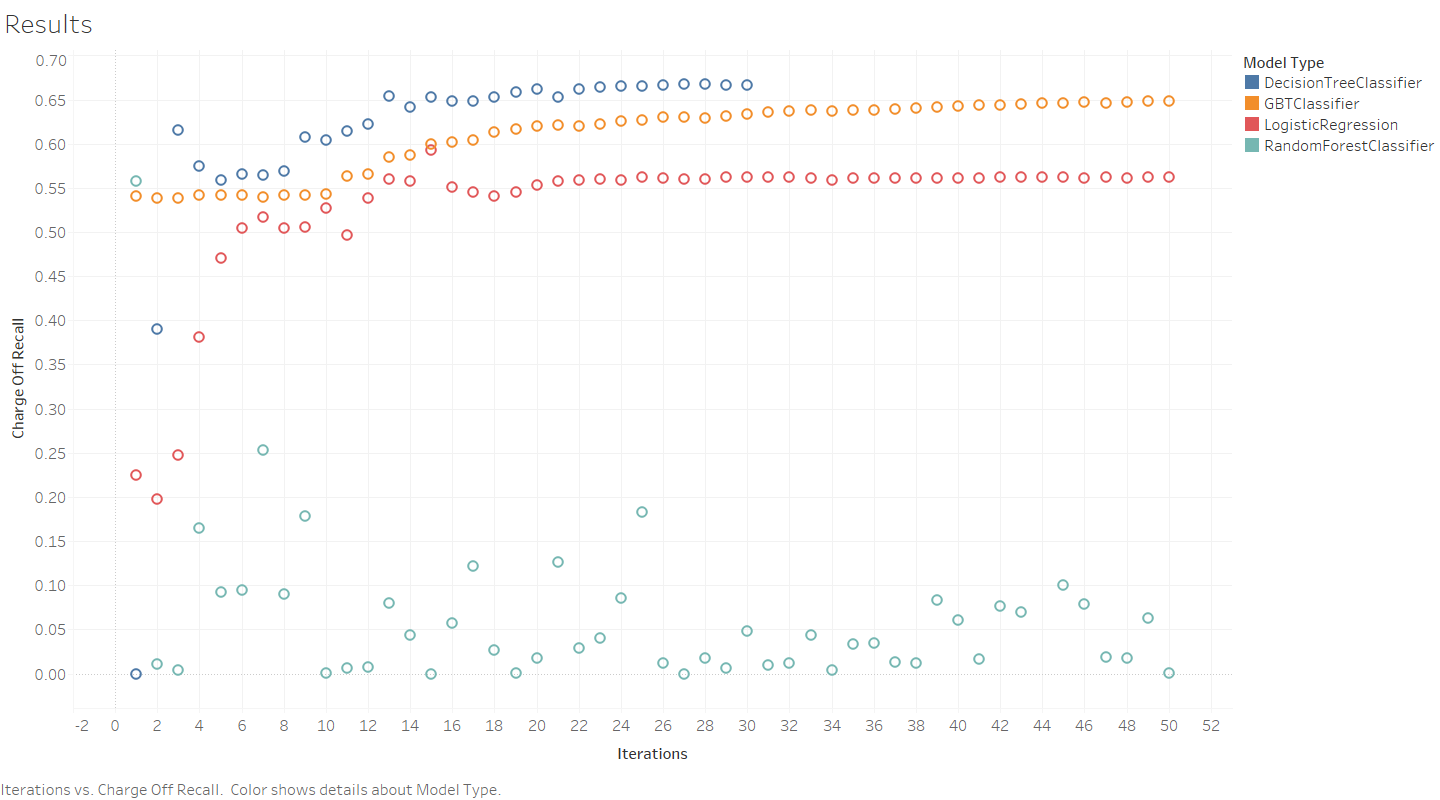 Results
Model Type
DecisionTreeClassifier
GBTClassifier
LogisticRegression
RandomForestClassifier
0.70
0.65
0.60
0.55
0.50
0.45
0.40
0.35
0.30
0.25
0.20
0.15
0.10
0.05
0.00
Charge Off Recall
-2 0 2 4 6 8 10 12 14 16 18 20 22 24 26 28 30 32 34 36 38 40 42 44 46 48 50 52
Iterations
Iterations vs. Charge Off Recall. Color shows details about Model Type.